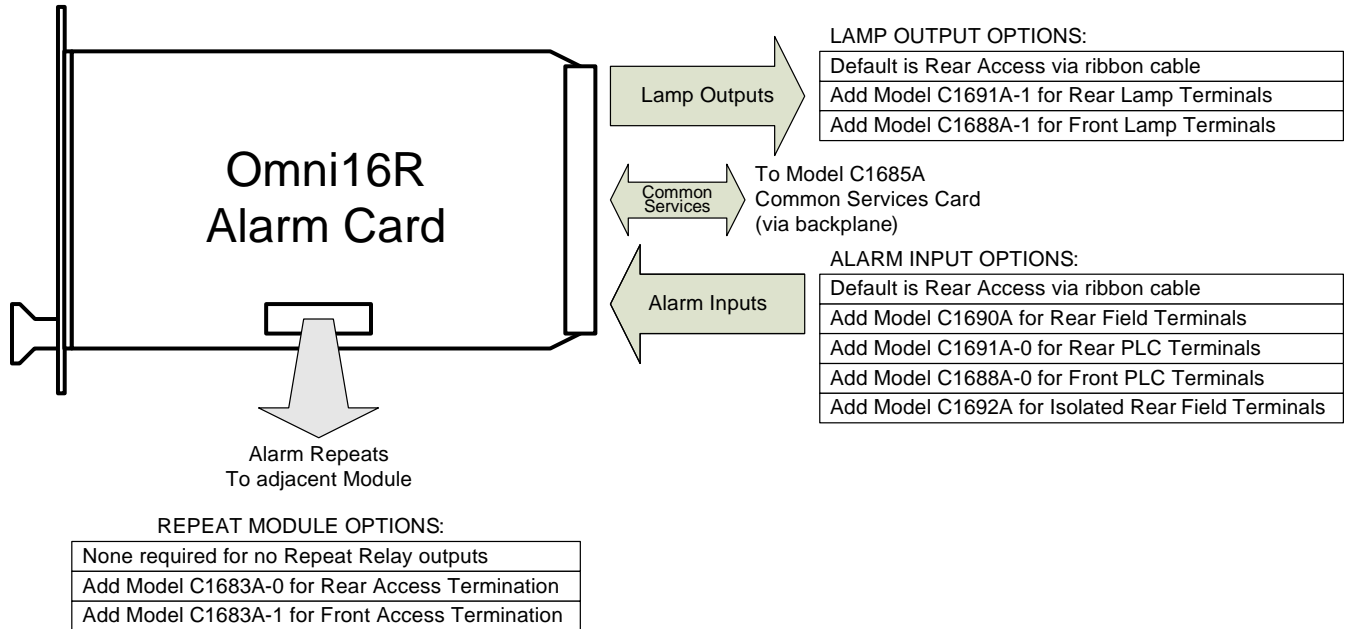 LAMP OUTPUT OPTIONS:
Default is Rear Access via ribbon cable
Add Model C1691A-1 for Rear Lamp Terminals
Add Model C1688A-1 for Front Lamp Terminals
Lamp Outputs
Omni16R
Alarm Card
Common
Services
To Model C1685A
Common Services Card
(via backplane)
ALARM INPUT OPTIONS:
Default is Rear Access via ribbon cable
Add Model C1690A for Rear Field Terminals
Add Model C1691A-0 for Rear PLC Terminals
Add Model C1688A-0 for Front PLC Terminals
Add Model C1692A for Isolated Rear Field Terminals
Alarm Inputs
Alarm Repeats
To adjacent Module
REPEAT MODULE OPTIONS:
None required for no Repeat Relay outputs
Add Model C1683A-0 for Rear Access Termination
Add Model C1683A-1 for Front Access Termination